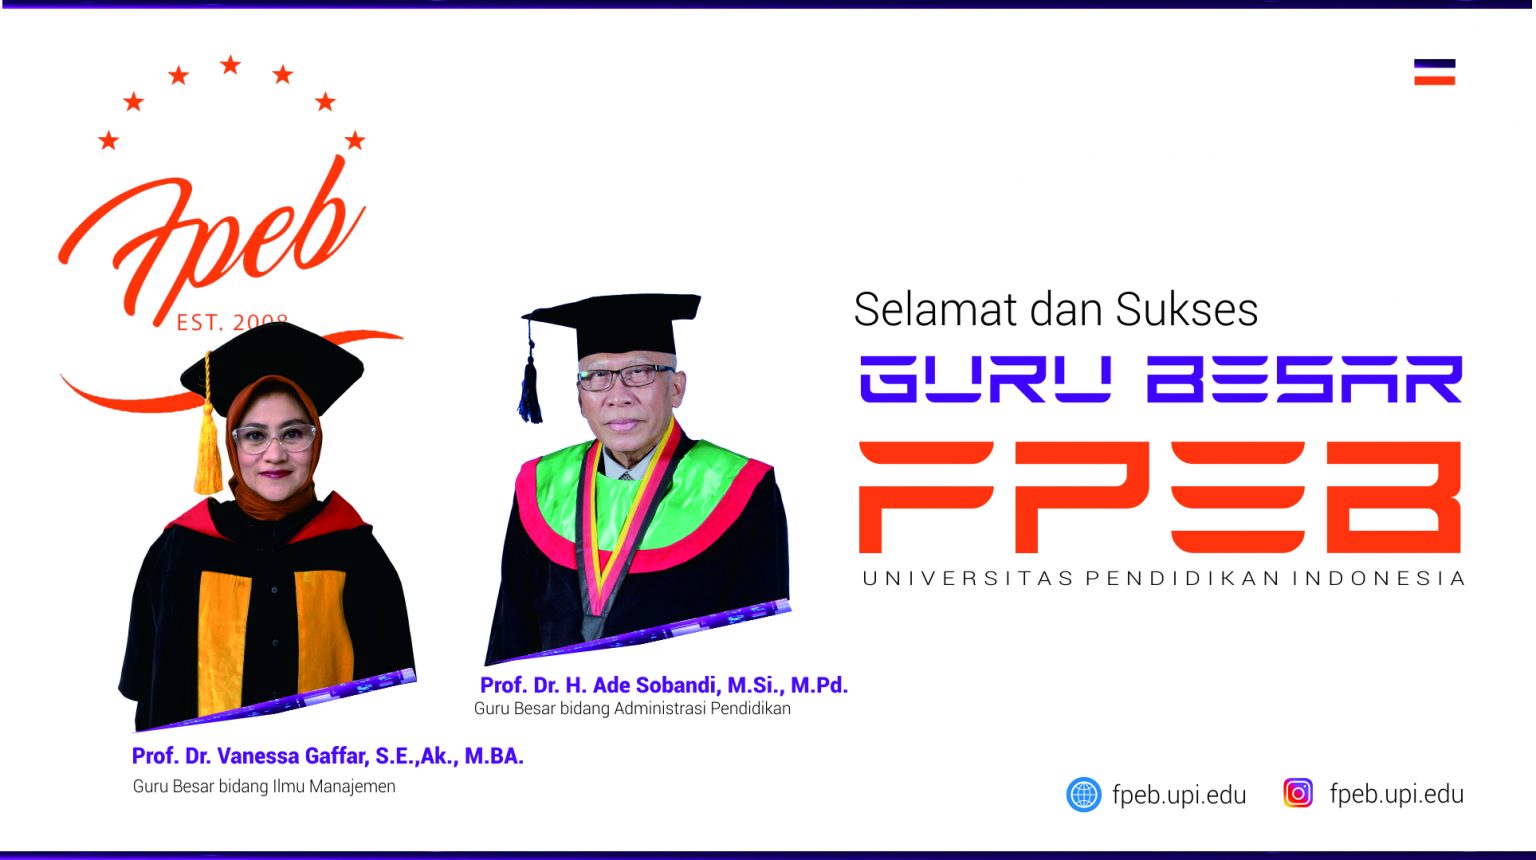 Fpeb
EST. 2008
Selamat dan Sukses
GURU BESAR
FPEB
UNIVERSITAS PENDIDIKAN INDONESIA
Prof. Dr. H. Ade Sobandi, M.Si., M.Pd.
Guru Besar bidang Administrasi Pendidikan
Prof. Dr. Vanessa Gaffar, S.E.,Ak., M.BA.
Guru Besar bidang Ilmu Manajemen
fpeb.upi.edu
fpeb.upi.edu